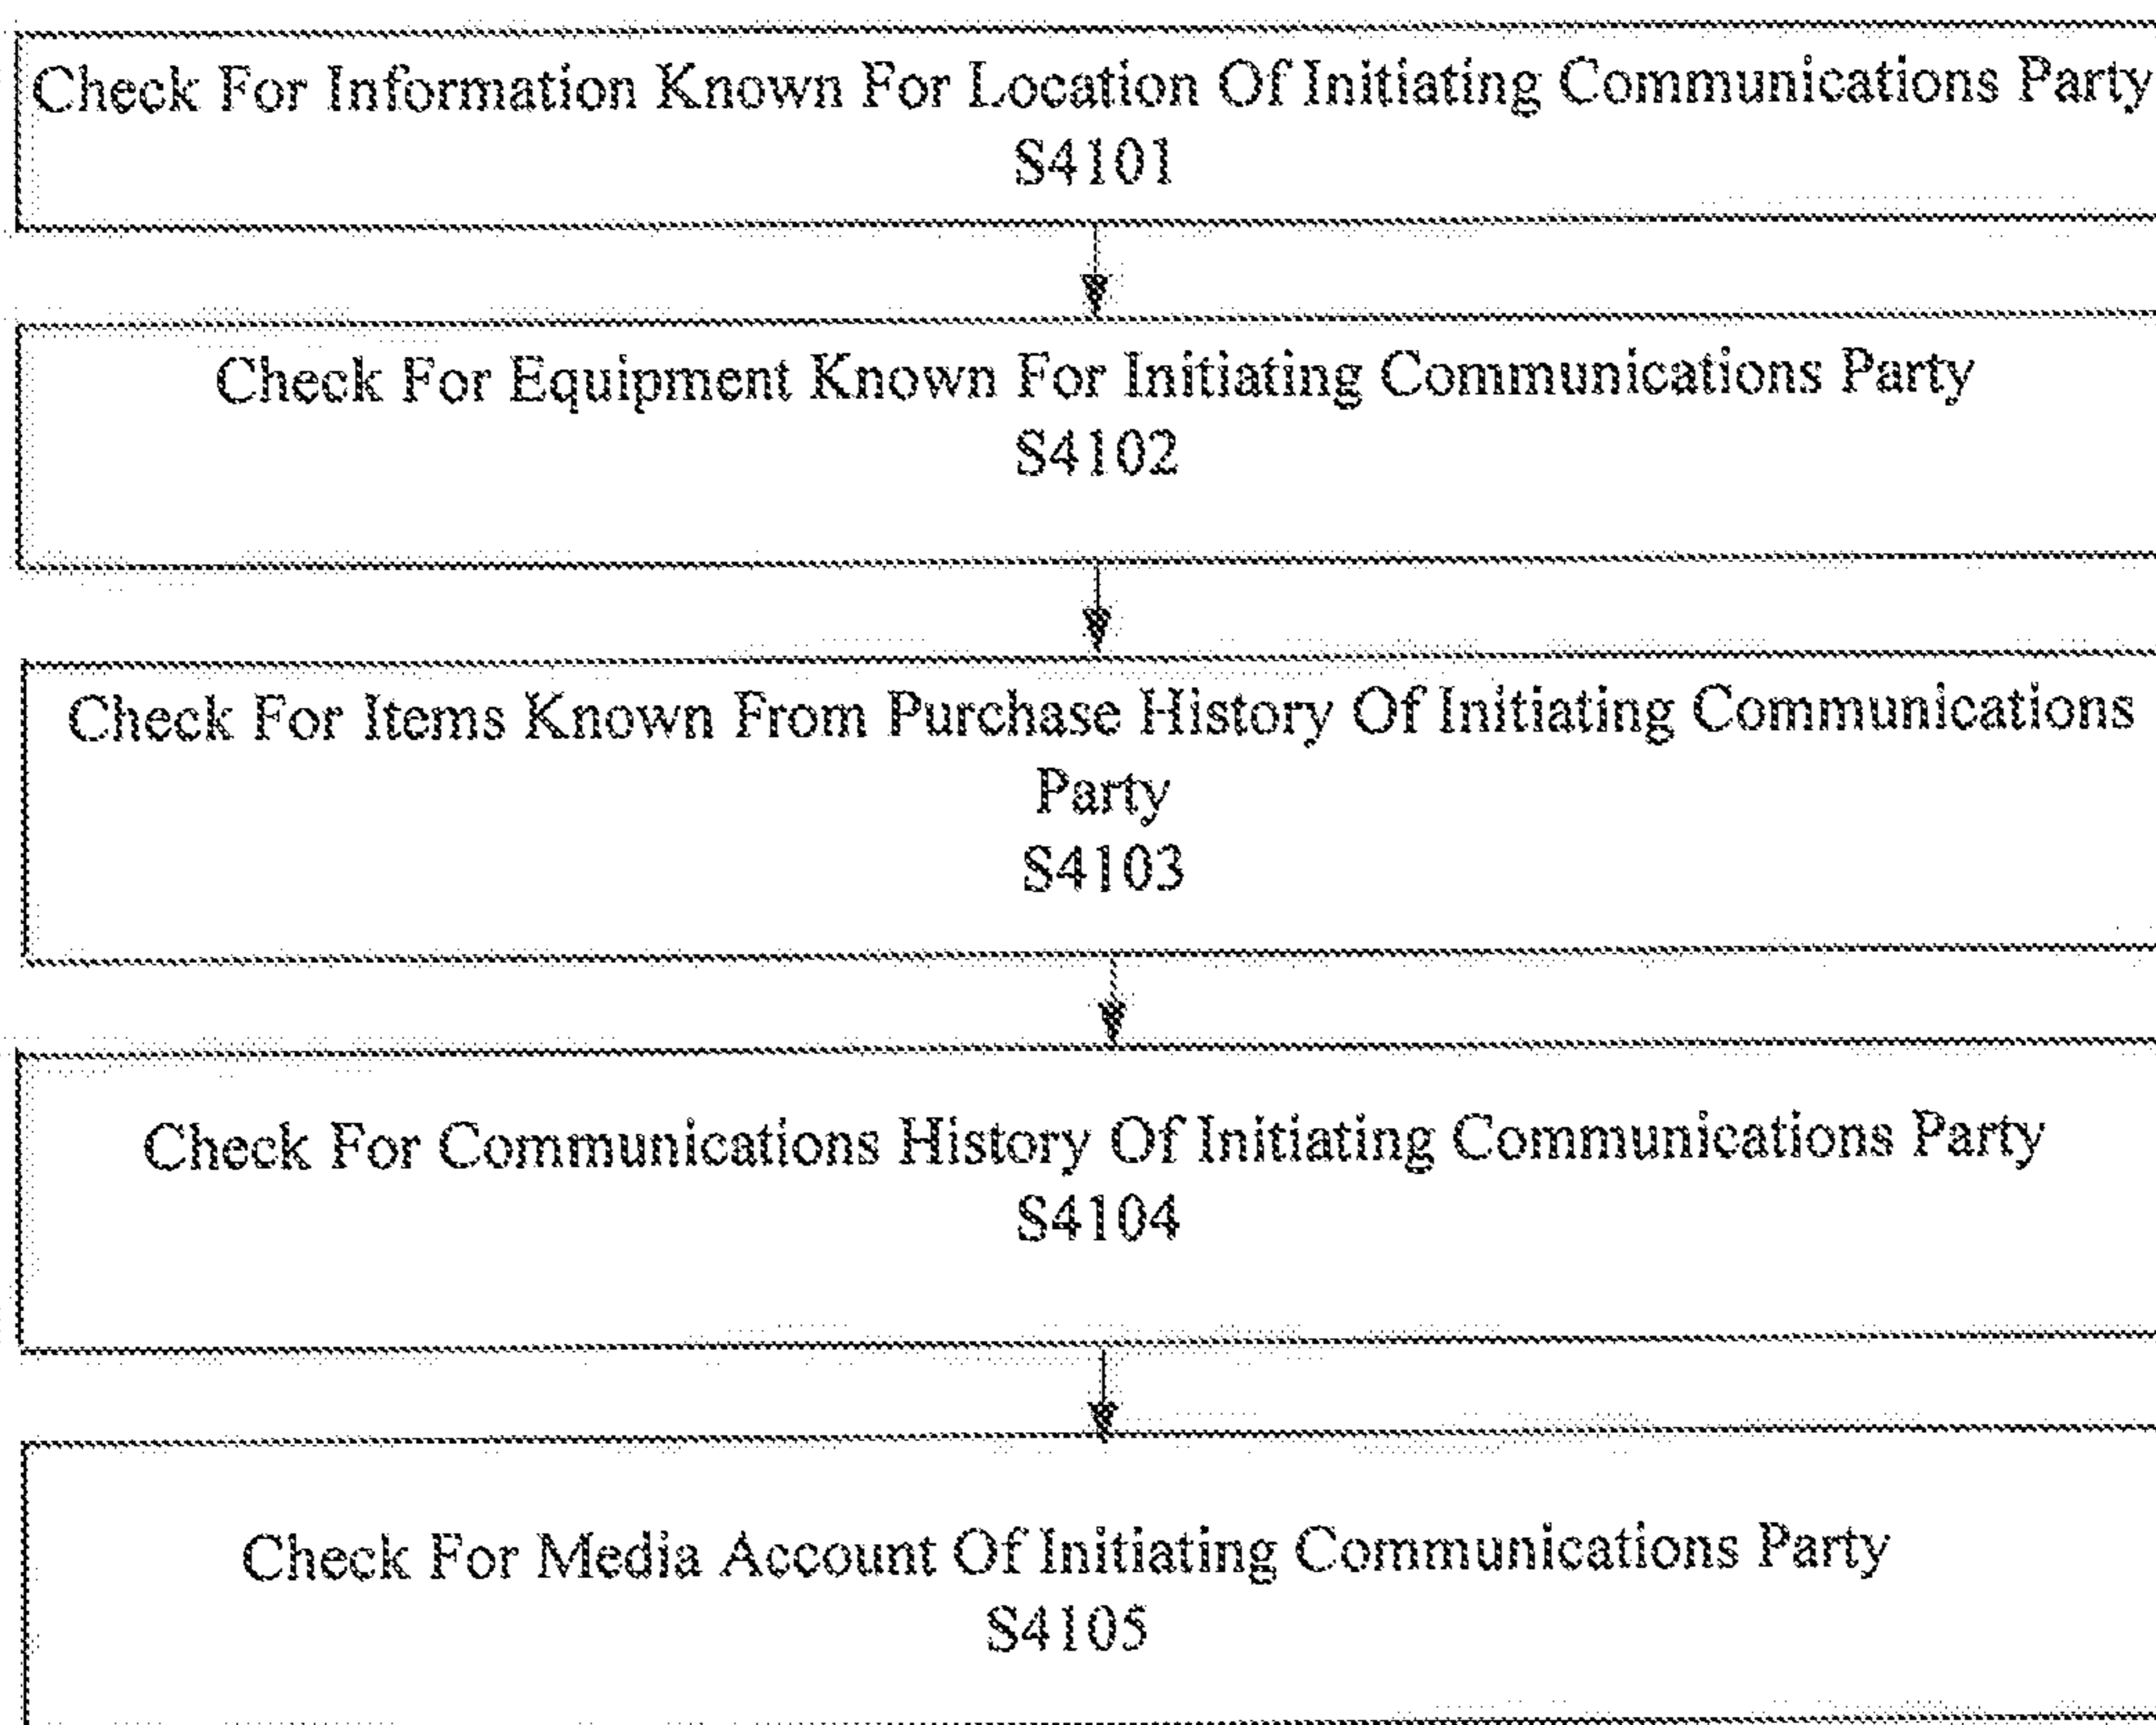 Check For Information Known For Location Of Initiating Communications Party
S4101
Check For Equipment Known For Initiating Communications Party
S4102
Check For Items Known From Purchase History Of Initiating Communications
Party
S4103
Check For Communications History Of Initiating Communications Party
S4104
Check For Media Account Of Initiating Communications Party
S4105